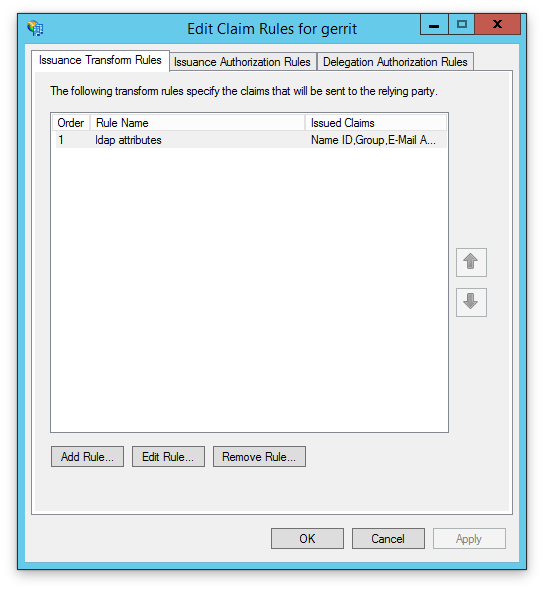 Edit Claim Rules for gerrit
Issuance Transform Rules Issuance Authorization Rules Delegation Authorization Rules
The following transform rules specify the claims that will be sent to the relying party.
Order Rule Name Issued Claims
1 ldap attributes Name ID,Group,E-Mail A...
Add Rule... Edit Rule... Remove Rule...
OK Cancel Apply